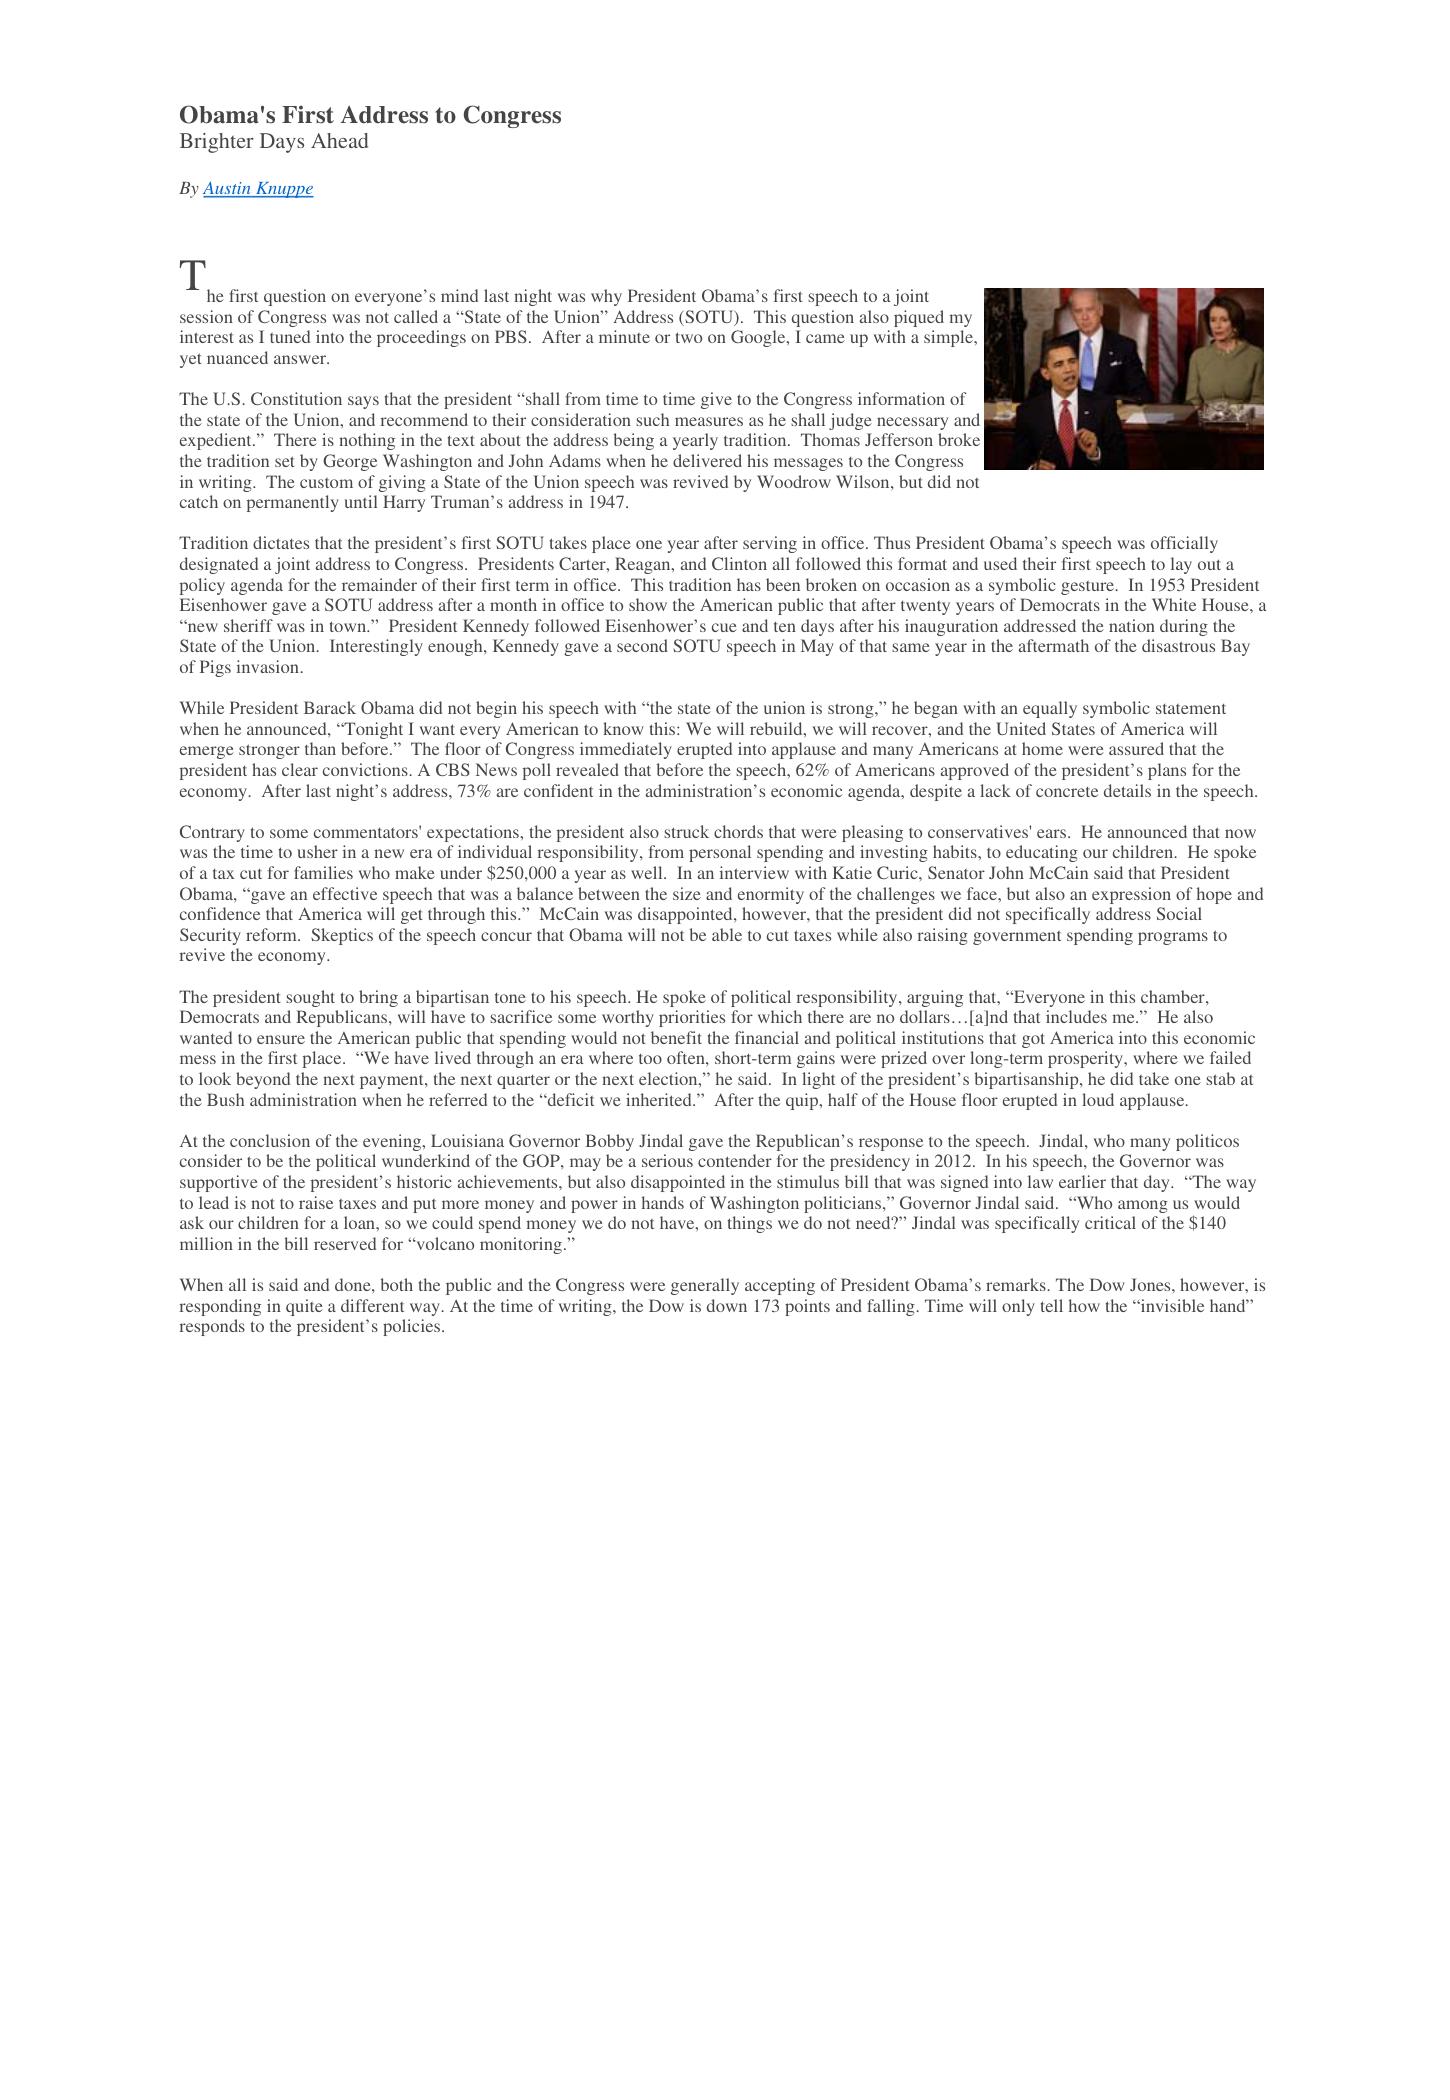 Obama's First Address to Congress
Brighter Days Ahead
By Austin Knuppe
The first question on everyone’s mind last night was why President Obama’s first speech to a joint
session of Congress was not called a “State of the Union” Address (SOTU).  This question also piqued my
interest as I tuned into the proceedings on PBS.  After a minute or two on Google, I came up with a simple,
yet nuanced answer.
The U.S. Constitution says that the president “shall from time to time give to the Congress information of
the state of the Union, and recommend to their consideration such measures as he shall judge necessary and
expedient.”  There is nothing in the text about the address being a yearly tradition.  Thomas Jefferson broke
the tradition set by George Washington and John Adams when he delivered his messages to the Congress
in writing.  The custom of giving a State of the Union speech was revived by Woodrow Wilson, but did not
catch on permanently until Harry Truman’s address in 1947.
Tradition dictates that the president’s first SOTU takes place one year after serving in office. Thus President Obama’s speech was officially
designated a joint address to Congress.  Presidents Carter, Reagan, and Clinton all followed this format and used their first speech to lay out a
policy agenda for the remainder of their first term in office.  This tradition has been broken on occasion as a symbolic gesture.  In 1953 President
Eisenhower gave a SOTU address after a month in office to show the American public that after twenty years of Democrats in the White House, a
“new sheriff was in town.”  President Kennedy followed Eisenhower’s cue and ten days after his inauguration addressed the nation during the
State of the Union.  Interestingly enough, Kennedy gave a second SOTU speech in May of that same year in the aftermath of the disastrous Bay
of Pigs invasion.
While President Barack Obama did not begin his speech with “the state of the union is strong,” he began with an equally symbolic statement
when he announced, “Tonight I want every American to know this: We will rebuild, we will recover, and the United States of America will
emerge stronger than before.”  The floor of Congress immediately erupted into applause and many Americans at home were assured that the
president has clear convictions. A CBS News poll revealed that before the speech, 62% of Americans approved of the president’s plans for the
economy.  After last night’s address, 73% are confident in the administration’s economic agenda, despite a lack of concrete details in the speech.
Contrary to some commentators' expectations, the president also struck chords that were pleasing to conservatives' ears.  He announced that now
was the time to usher in a new era of individual responsibility, from personal spending and investing habits, to educating our children.  He spoke
of a tax cut for families who make under $250,000 a year as well.  In an interview with Katie Curic, Senator John McCain said that President
Obama, “gave an effective speech that was a balance between the size and enormity of the challenges we face, but also an expression of hope and
confidence that America will get through this.”  McCain was disappointed, however, that the president did not specifically address Social
Security reform.  Skeptics of the speech concur that Obama will not be able to cut taxes while also raising government spending programs to
revive the economy.
The president sought to bring a bipartisan tone to his speech. He spoke of political responsibility, arguing that, “Everyone in this chamber,
Democrats and Republicans, will have to sacrifice some worthy priorities for which there are no dollars…[a]nd that includes me.”  He also
wanted to ensure the American public that spending would not benefit the financial and political institutions that got America into this economic
mess in the first place.  “We have lived through an era where too often, short-term gains were prized over long-term prosperity, where we failed
to look beyond the next payment, the next quarter or the next election,” he said.  In light of the president’s bipartisanship, he did take one stab at
the Bush administration when he referred to the “deficit we inherited.”  After the quip, half of the House floor erupted in loud applause.
At the conclusion of the evening, Louisiana Governor Bobby Jindal gave the Republican’s response to the speech.  Jindal, who many politicos
consider to be the political wunderkind of the GOP, may be a serious contender for the presidency in 2012.  In his speech, the Governor was
supportive of the president’s historic achievements, but also disappointed in the stimulus bill that was signed into law earlier that day.  “The way
to lead is not to raise taxes and put more money and power in hands of Washington politicians,” Governor Jindal said.  “Who among us would
ask our children for a loan, so we could spend money we do not have, on things we do not need?” Jindal was specifically critical of the $140
million in the bill reserved for “volcano monitoring.”
When all is said and done, both the public and the Congress were generally accepting of President Obama’s remarks. The Dow Jones, however, is
responding in quite a different way. At the time of writing, the Dow is down 173 points and falling. Time will only tell how the “invisible hand”
responds to the president’s policies.